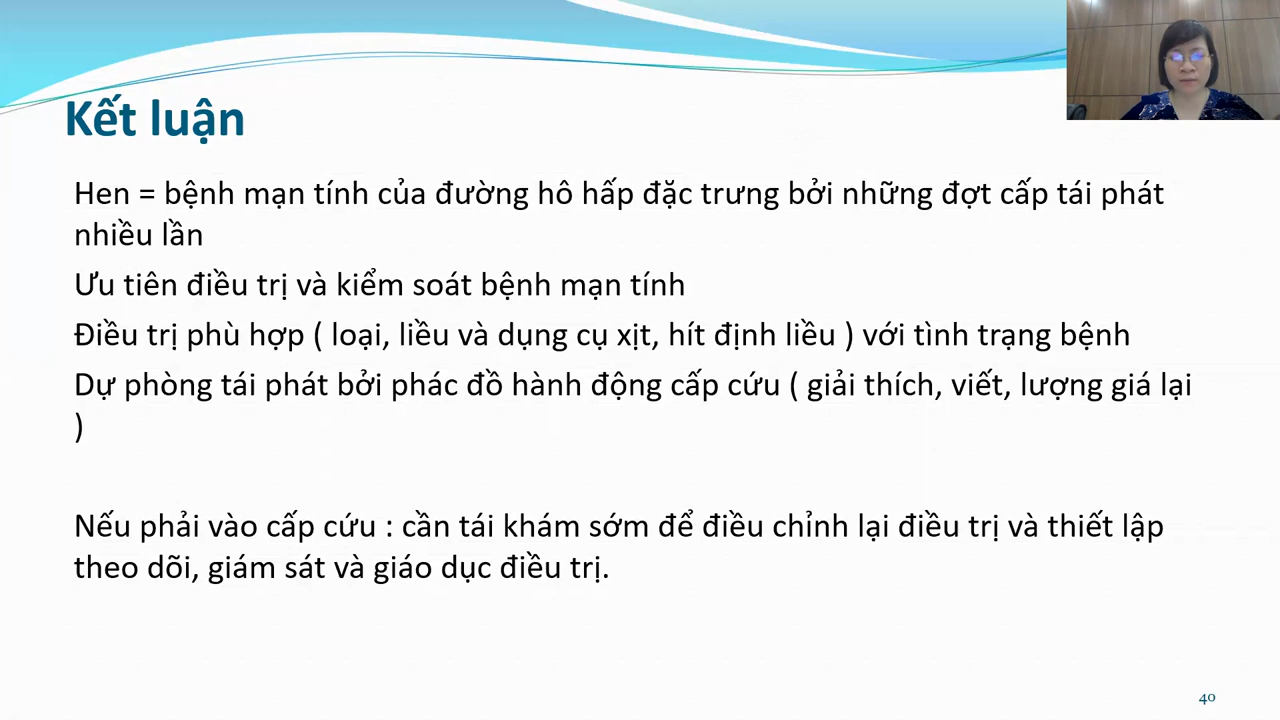 Kết luận
Hen = bệnh mạn tính của đường hô hấp đặc trưng bởi những đợt cấp tái phát
nhiều lần
Ưu tiên điều trị và kiểm soát bệnh mạn tính
Điều trị phù hợp ( loại, liều và dụng cụ xịt, hít định liều ) với tình trạng bệnh
Dự phòng tái phát bởi phác đồ hành động cấp cứu ( giải thích, viết, lượng giá lại
)
Nếu phải vào cấp cứu : cần tái khám sớm để điều chỉnh lại điều trị và thiết lập
theo dõi, giám sát và giáo dục điều trị.
40